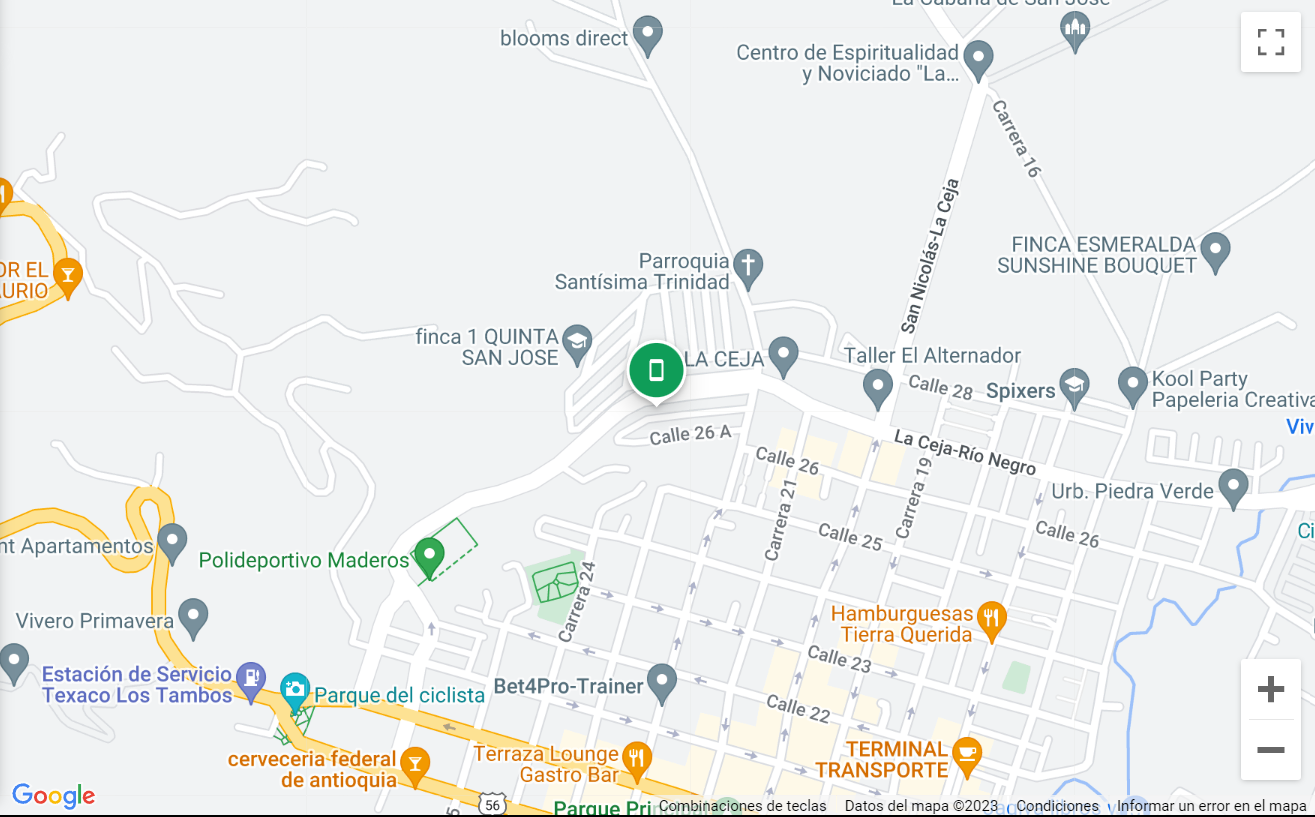 La Cabaña de San José
blooms direct
Centro de Espiritualidad
y Noviciado "La...
Carrera 16
San Nicolás-La Ceja
FINCA ESMERALDA
SUNSHINE BOUQUET
OR EL
AURIO
Parroquia
Santísima Trinidad
finca 1 QUINTA
SAN JOSE
LA CEJA
Taller El Alternador
Calle 28
Spixers
Kool Party
Papeleria Creativa
Viv
Calle 26 A
La Ceja-Río Negro
Calle 26
Carrera 19
Carrera 21
Urb. Piedra Verde
Calle 25
Calle 26
Ci
nt Apartamentos
Polideportivo Maderos
Carrera 24
Vivero Primavera
Hamburguesas
Tierra Querida
Calle 23
Estación de Servicio
Texaco Los Tambos
Parque del ciclista
Bet4Pro-Trainer
Calle 22
cerveceria federal
de antioquia
Terraza Lounge
Gastro Bar
TERMINAL
TRANSPORTE
56
Parque Pri
Google
Combinaciones de teclas
Datos del mapa ©2023
Condiciones
Informar un error en el mapa